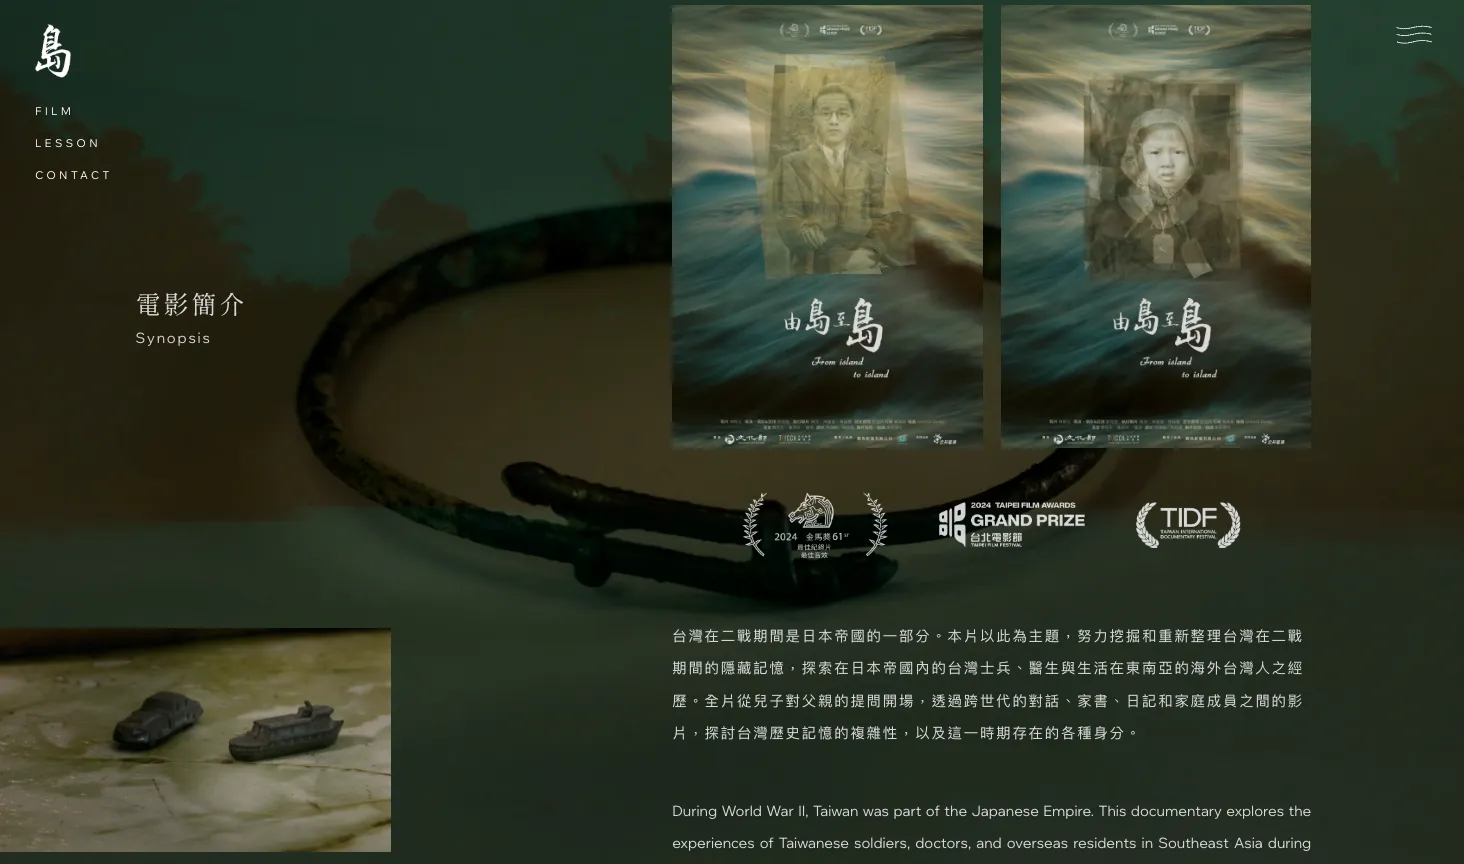 島
FILM
LESSON
CONTACT
電影簡介
Synopsis
由島至島
From island
to island
由島至島
From island
to island
2024 金馬獎 61st
最佳紀錄片
最佳音效
2024 TAIPEI FILM AWARDS
GRAND PRIZE
台北電影節
TAIPEI FILM FESTIVAL
TIDF
TAIWAN INTERNATIONAL
DOCUMENTARY FESTIVAL
台灣在二戰期間是日本帝國的一部分。本片以此為主題，努力挖掘和重新整理台灣在二戰
期間的隱藏記憶，探索在日本帝國內的台灣士兵、醫生與生活在東南亞的海外台灣人之經
歷。全片從兒子對父親的提問開場，透過跨世代的對話、家書、日記和家庭成員之間的影
片，探討台灣歷史記憶的複雜性，以及這一時期存在的各種身分。
During World War II, Taiwan was part of the Japanese Empire. This documentary explores the
experiences of Taiwanese soldiers, doctors, and overseas residents in Southeast Asia during